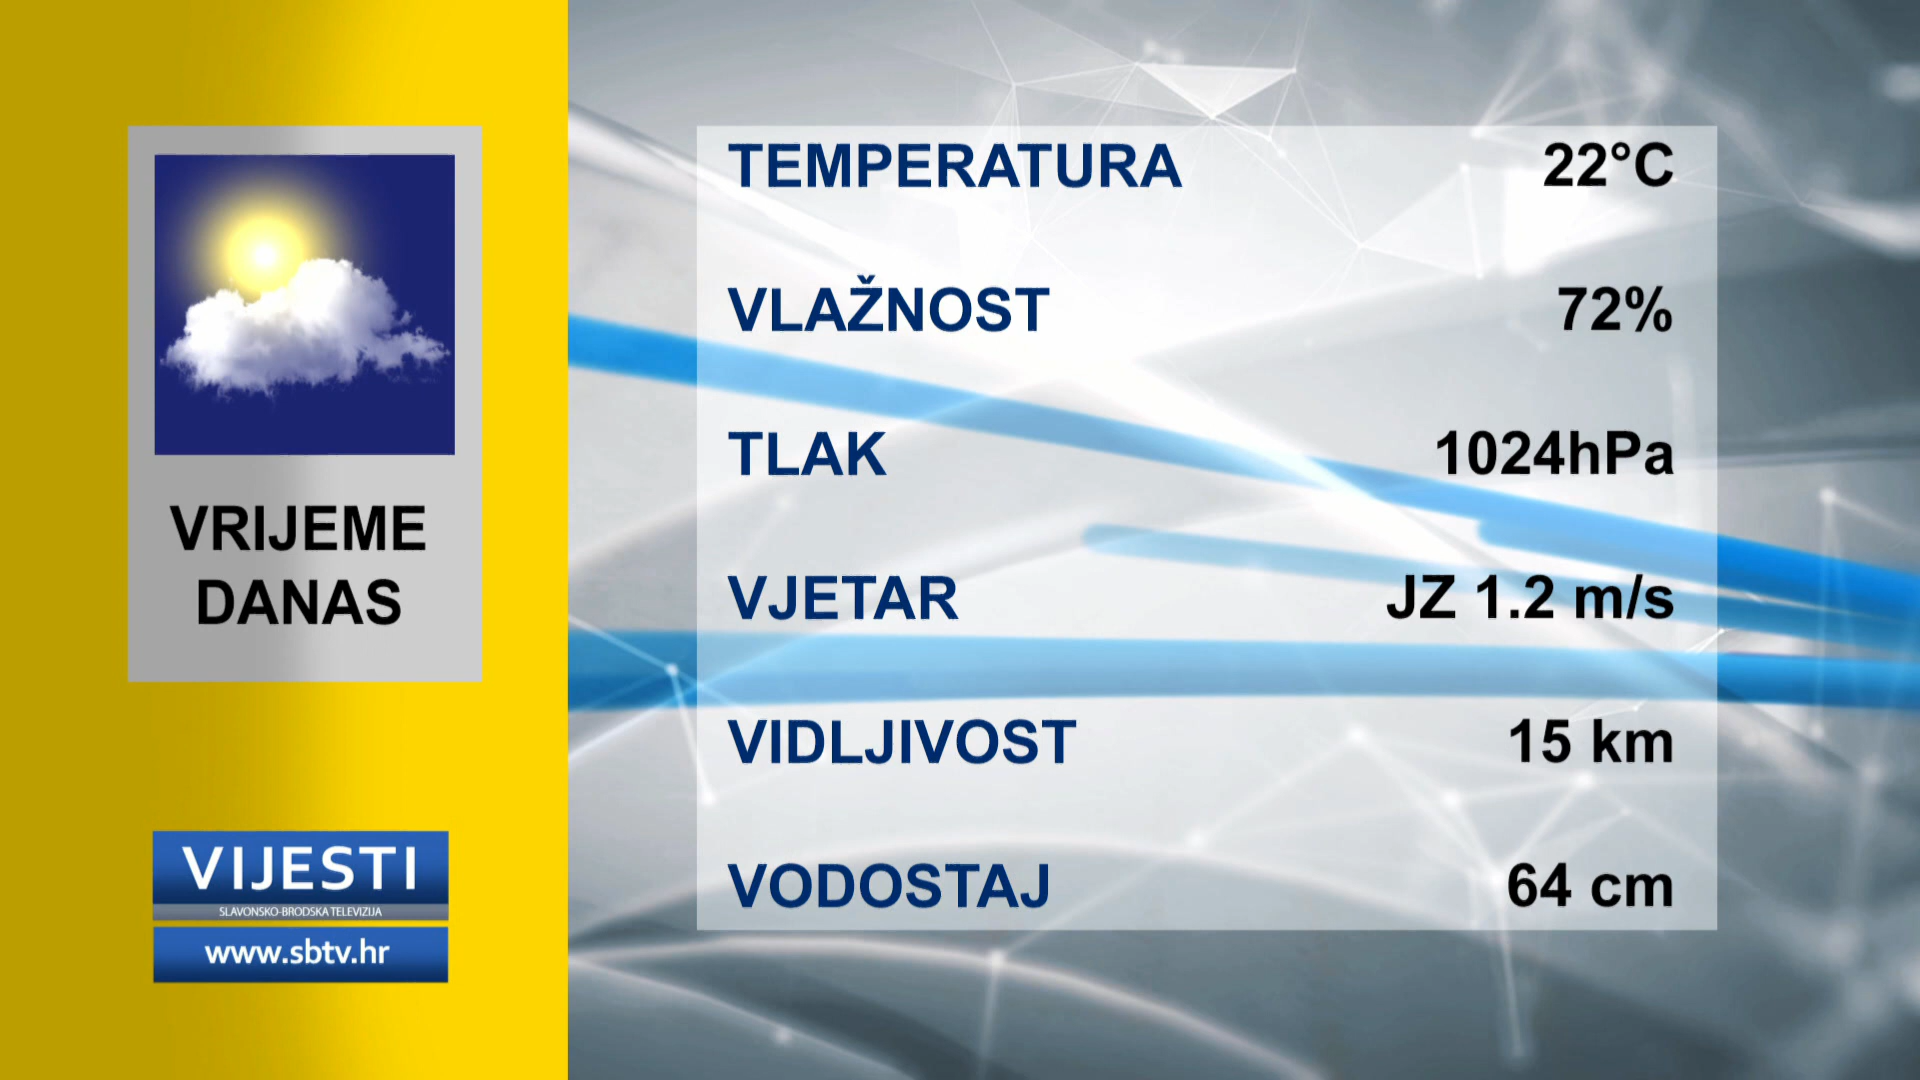 VRIJEME
DANAS
VIJESTI
SLAVONSKO-BRODSKA TELEVIZIJA
www.sbtv.hr
TEMPERATURA 22°C
VLAŽNOST 72%
TLAK 1024hPa
VJETAR JZ 1.2 m/s
VIDLJIVOST 15 km
VODOSTAJ 64 cm